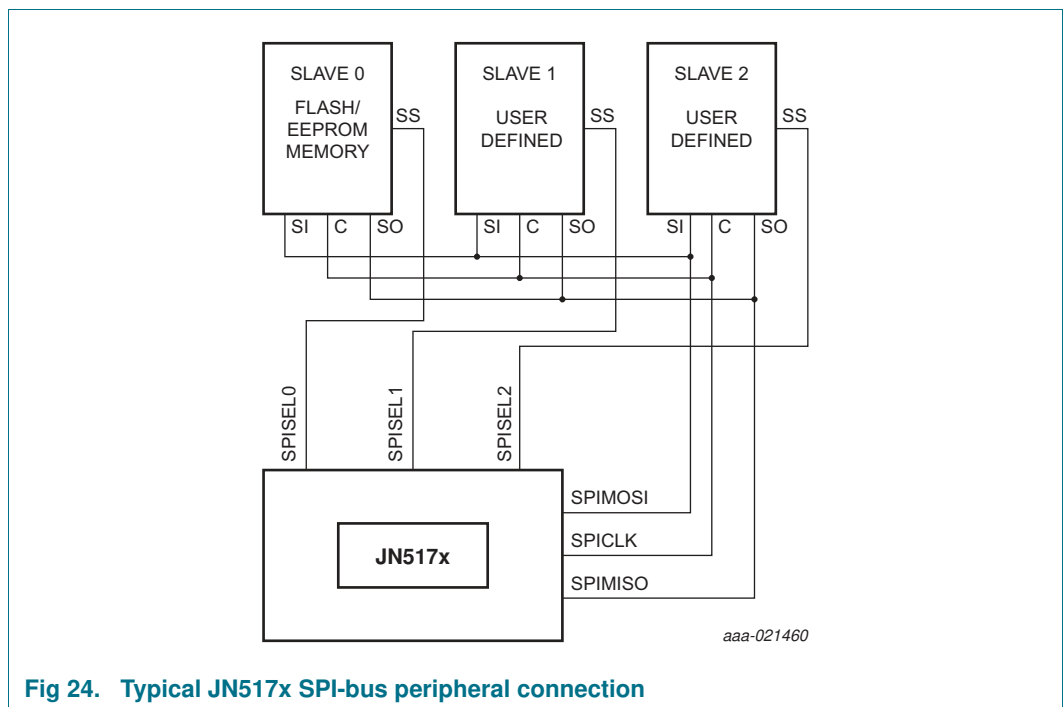 SLAVE 0
FLASH/
EEPROM
MEMORY
SS
SI
C
SO
SLAVE 1
USER
DEFINED
SS
SI
C
SO
SLAVE 2
USER
DEFINED
SS
SI
C
SO
SPISEL0
SPISEL1
SPISEL2
SPIMOSI
SPICLK
SPIMISO
JN517x
aaa-021460
Fig 24. Typical JN517x SPI-bus peripheral connection